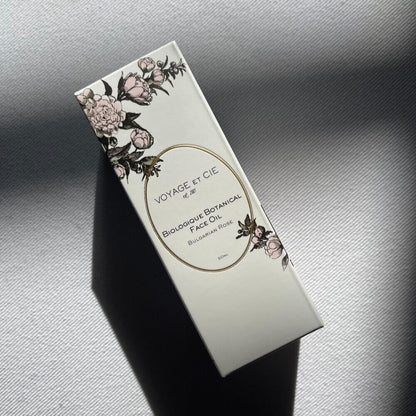 VOYAGE ET CIE
BIOLOGIQUE BOTANICAL
FACE OIL
BULGARIAN ROSE